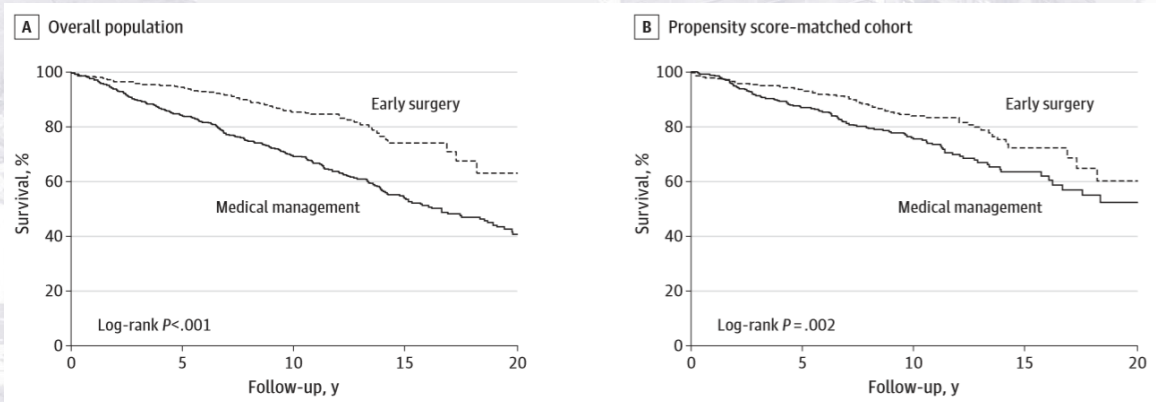 A Overall population
100
80
60
40
20
0
Survival, %
Early surgery
Medical management
Log-rank P<.001
0 5 10 15 20
Follow-up, y
B Propensity score-matched cohort
100
80
60
40
20
0
Survival, %
Early surgery
Medical management
Log-rank P = .002
0 5 10 15 20
Follow-up, y